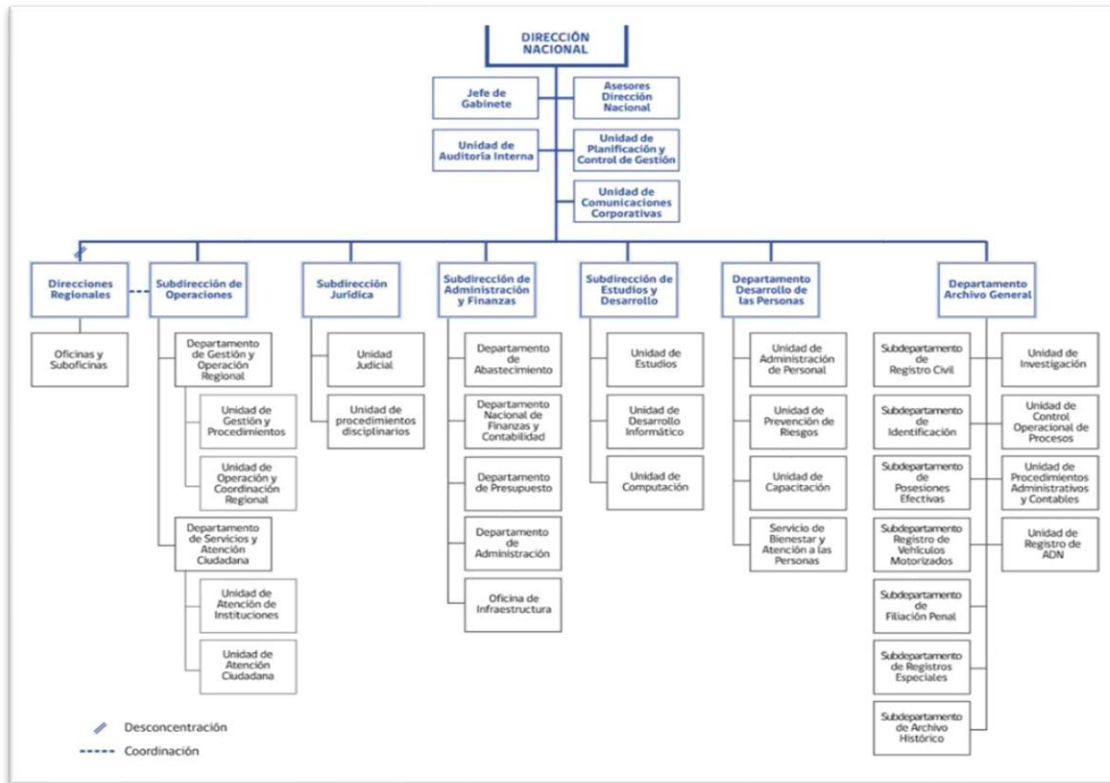 DIRECCIÓN
NACIONAL
Jefe de
Gabinete
Asesores
Dirección
Nacional
Unidad de
Auditoría Interna
Unidad de
Planificación y
Control de Gestión
Unidad de
Comunicaciones
Corporativas
Direcciones
Regionales
Subdirección de
Operaciones
Subdirección
Jurídica
Subdirección de
Administración
y Finanzas
Subdirección de
Estudios y
Desarrollo
Departamento
Desarrollo de
las Personas
Departamento
Archivo General
Oficinas y
Suboficinas
Departamento
de Gestión y
Operación
Regional
Unidad de
Gestión y
Procedimientos
Unidad de
Operación y
Coordinación
Regional
Departamento
de Servicios y
Atención
Ciudadana
Unidad de
Atención de
Instituciones
Unidad de
Atención
Ciudadana
Unidad
Judicial
Unidad de
procedimientos
disciplinarios
Departamento
de
Abastecimiento
Departamento
Nacional de
Finanzas y
Contabilidad
Departamento
de Presupuesto
Departamento
de
Administración
Oficina de
Infraestructura
Unidad de
Estudios
Unidad de
Desarrollo
Informático
Unidad de
Computación
Unidad de
Administración
de Personal
Unidad de
Prevención de
Riesgos
Unidad de
Capacitación
Servicio de
Bienestar y
Atención a las
Personas
Subdepartamento
de
Registro Civil
Subdepartamento
de
Identificación
Subdepartamento
de
Posesiones
Efectivas
Subdepartamento
Registro de
Vehículos
Motorizados
Subdepartamento
de
Filiación Penal
Subdepartamento
de Registros
Especiales
Subdepartamento
de Archivo
Histórico
Unidad de
Investigación
Unidad de
Control
Operacional de
Procesos
Unidad de
Procedimientos
Administrativos
y Contables
Unidad de
Registro de
ADN
Desconcentración
Coordinación